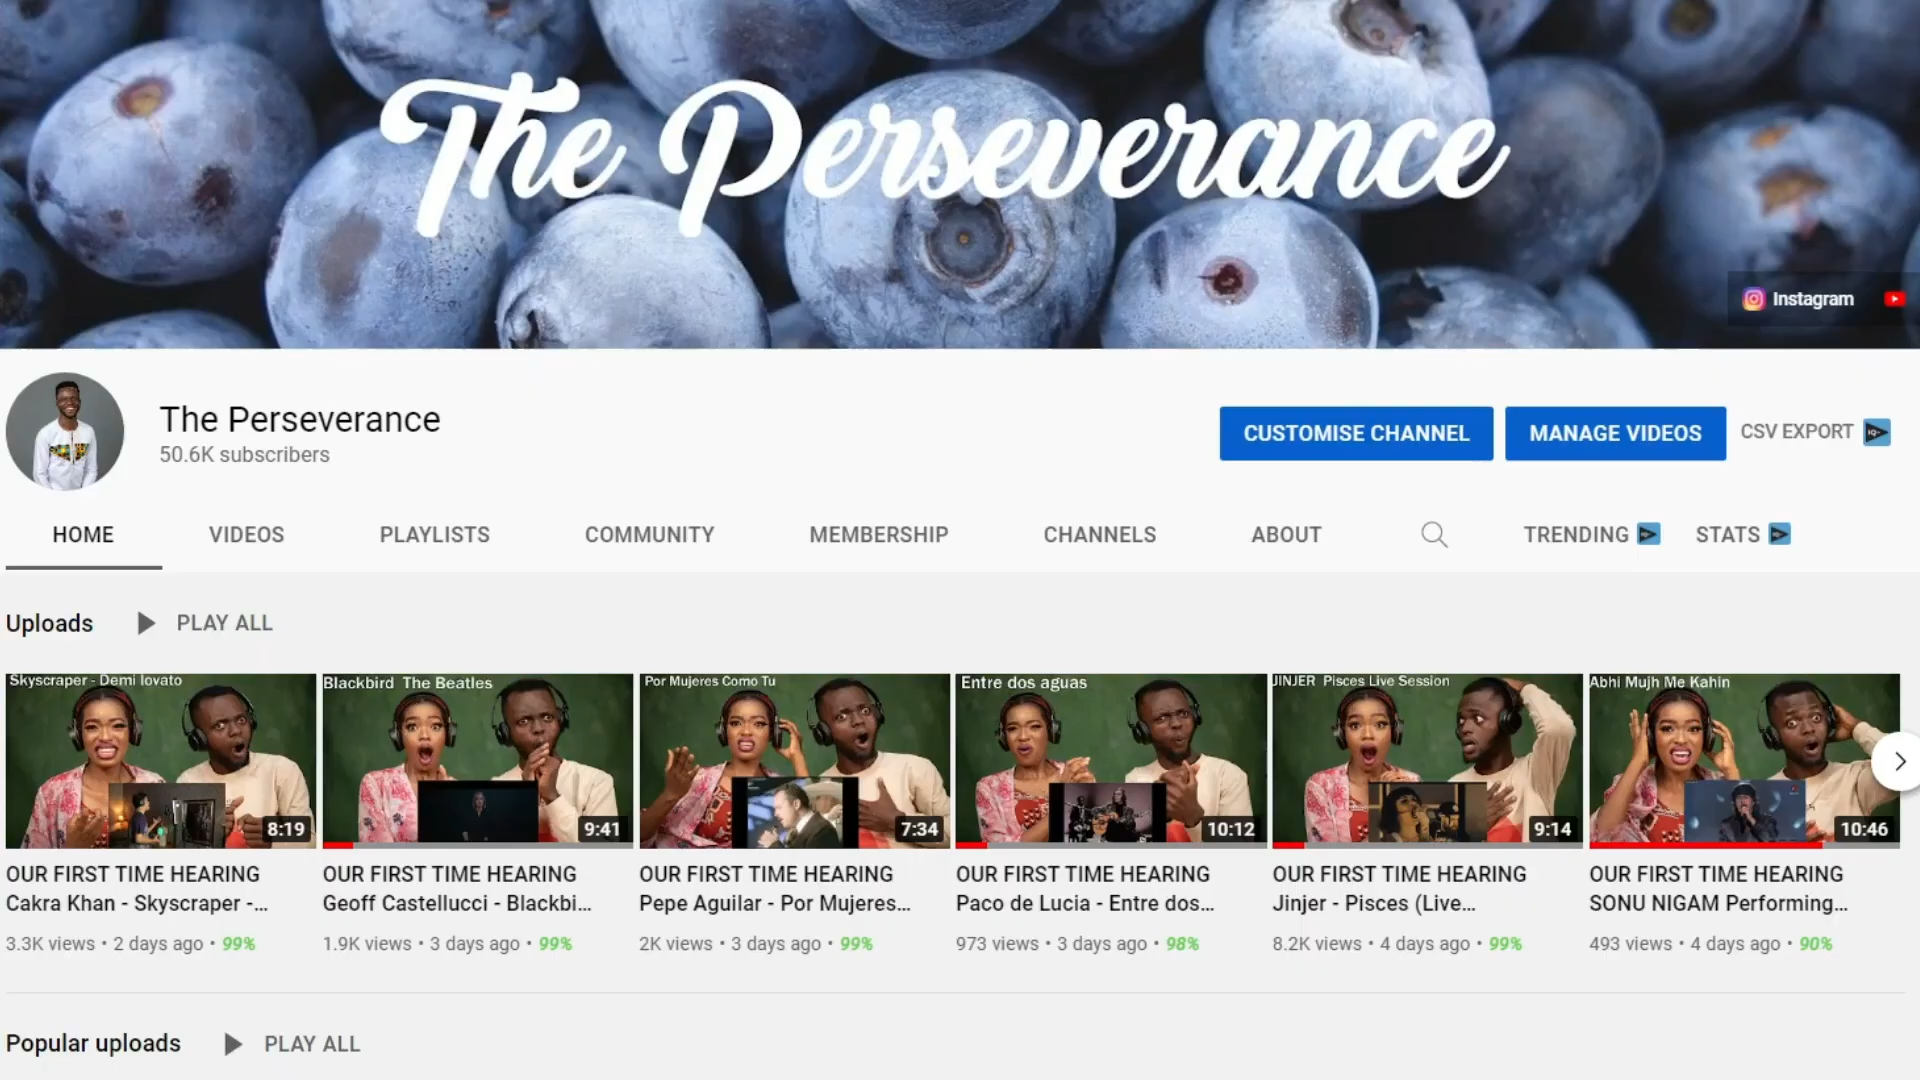 The Perseverance
Instagram
The Perseverance
50.6K subscribers
CUSTOMISE CHANNEL
MANAGE VIDEOS
CSV EXPORT
HOME
VIDEOS
PLAYLISTS
COMMUNITY
MEMBERSHIP
CHANNELS
ABOUT
TRENDING
STATS
Uploads
PLAY ALL
Skyscraper - Demi lovato
8:19
OUR FIRST TIME HEARING
Cakra Khan - Skyscraper -...
3.3K views • 2 days ago • 99%
Blackbird The Beatles
9:41
OUR FIRST TIME HEARING
Geoff Castellucci - Blackbi...
1.9K views • 3 days ago • 99%
Por Mujeres Como Tu
7:34
OUR FIRST TIME HEARING
Pepe Aguilar - Por Mujeres...
2K views • 3 days ago • 99%
Entre dos aguas
10:12
OUR FIRST TIME HEARING
Paco de Lucia - Entre dos...
973 views • 3 days ago • 98%
JINJER Pisces Live Session
9:14
OUR FIRST TIME HEARING
Jinjer - Pisces (Live...
8.2K views • 4 days ago • 99%
Abhi Mujh Me Kahin
10:46
OUR FIRST TIME HEARING
SONU NIGAM Performing...
493 views • 4 days ago • 90%
Popular uploads
PLAY ALL